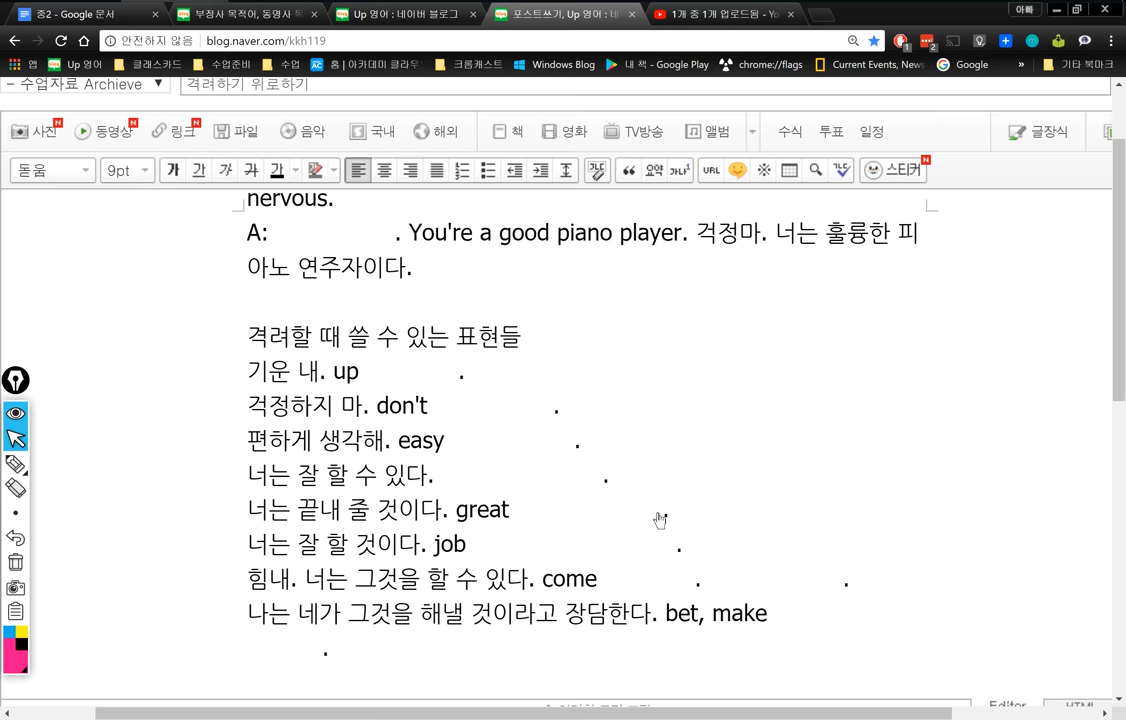 중2 - Google 문서
부정사 목적어, 동명사 목
Up 영어 : 네이버 블로그
포스트쓰기, Up 영어 : 네
1개 중 1개 업로드됨 - Yo
아빠
안전하지 않음 blog.naver.com/kkh119
앱 Up 영어 클래스카드 수업준비 수업 홈 | 아카데미 클라우 크롬캐스트 Windows Blog 내 책 - Google Play chrome://flags Current Events, News Google » 기타 북마크
– 수업자료 Archieve 격려하기 위로하기
사진 동영상 링크 파일 음악 국내 해외 책 영화 TV방송 앨범 수식 투표 일정 글장식
돋움 9pt 가 가 가 가 가 요약 가나 URL 스티커
nervous.
A: . You're a good piano player. 걱정마. 너는 훌륭한 피
아노 연주자이다.
격려할 때 쓸 수 있는 표현들
기운 내. up .
걱정하지 마. don't .
편하게 생각해. easy .
너는 잘 할 수 있다. .
너는 끝내 줄 것이다. great .
너는 잘 할 것이다. job .
힘내. 너는 그것을 할 수 있다. come . .
나는 네가 그것을 해낼 것이라고 장담한다. bet, make
.
Editor HTML